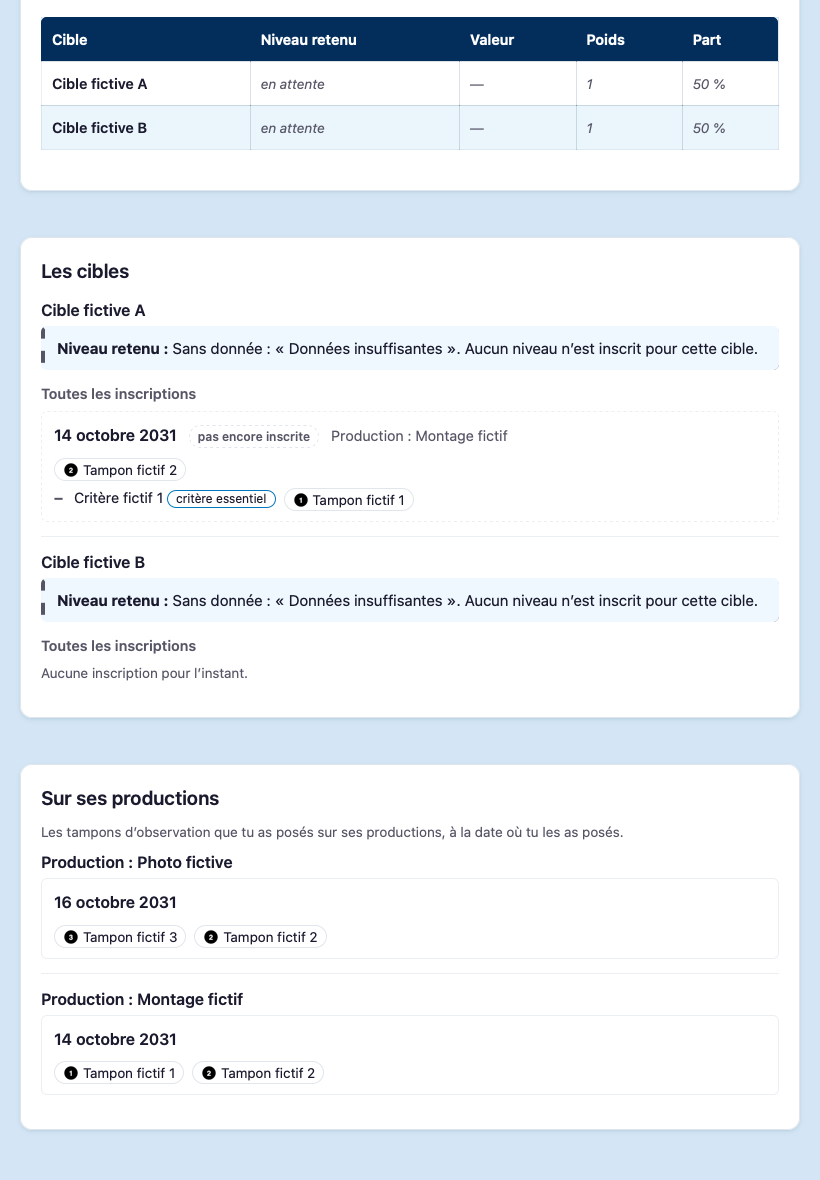 Cible Niveau retenu Valeur Poids Part
Cible fictive A en attente — 1 50 %
Cible fictive B en attente — 1 50 %
Les cibles
Cible fictive A
Niveau retenu : Sans donnée : « Données insuffisantes ». Aucun niveau n’est inscrit pour cette cible.
Toutes les inscriptions
14 octobre 2031 pas encore inscrite Production : Montage fictif
2 Tampon fictif 2
– Critère fictif 1 critère essentiel 1 Tampon fictif 1
Cible fictive B
Niveau retenu : Sans donnée : « Données insuffisantes ». Aucun niveau n’est inscrit pour cette cible.
Toutes les inscriptions
Aucune inscription pour l’instant.
Sur ses productions
Les tampons d’observation que tu as posés sur ses productions, à la date où tu les as posés.
Production : Photo fictive
16 octobre 2031
3 Tampon fictif 3 2 Tampon fictif 2
Production : Montage fictif
14 octobre 2031
1 Tampon fictif 1 2 Tampon fictif 2